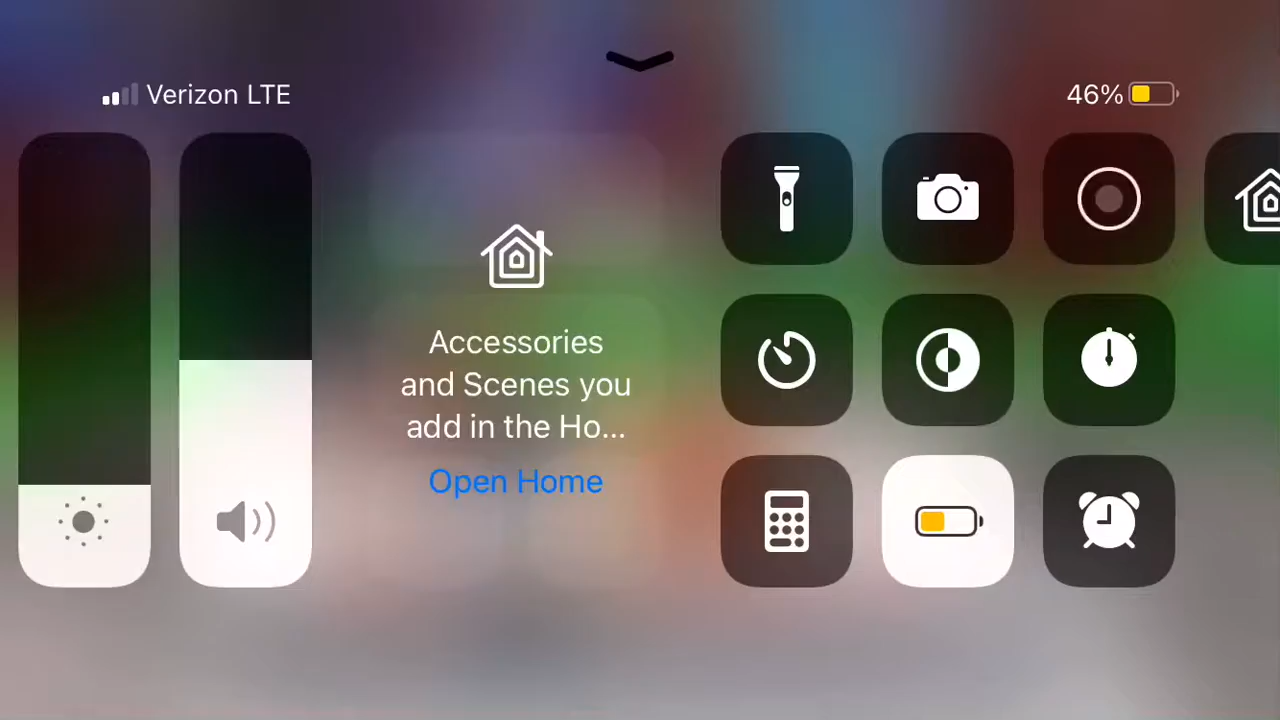 Verizon LTE
46%
Accessories
and Scenes you
add in the Ho...
Open Home